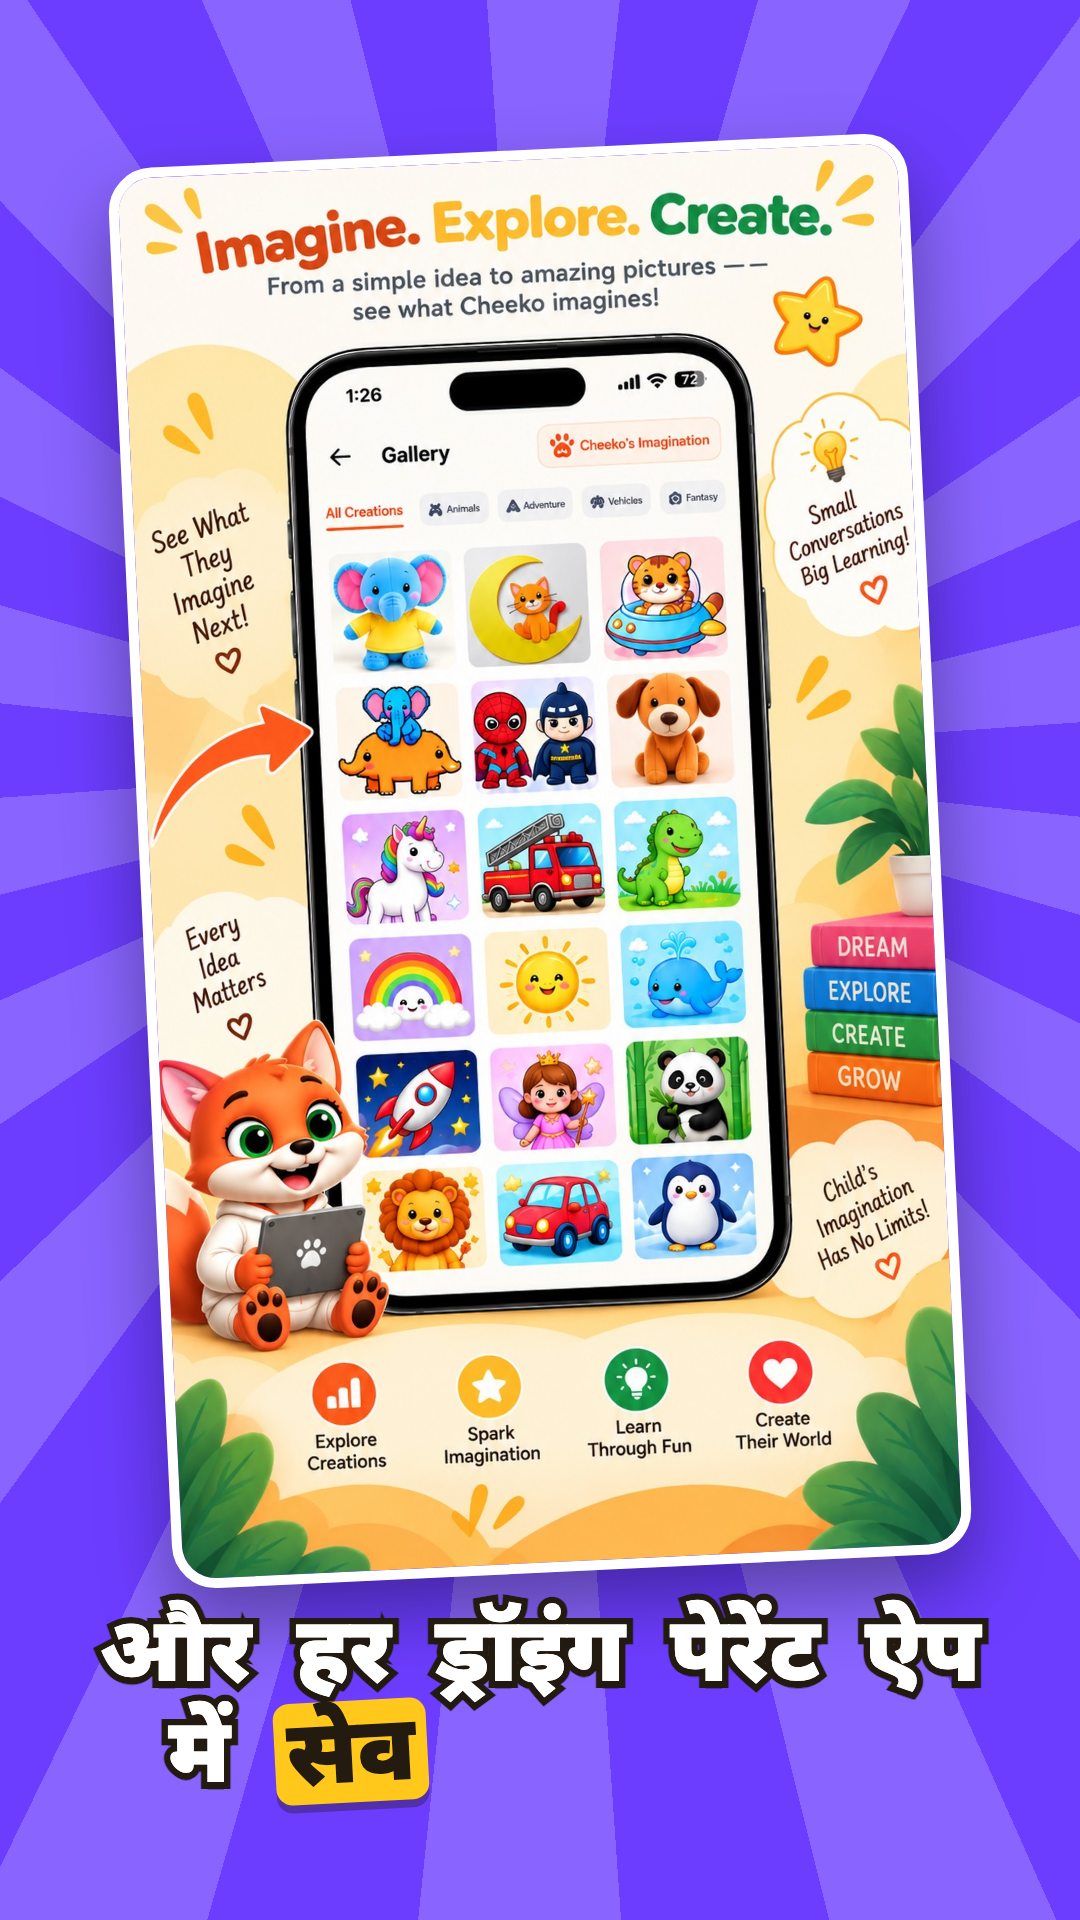 Imagine. Explore. Create.
From a simple idea to amazing pictures ——
see what Cheeko imagines!
1:26
72
Gallery
Cheeko's Imagination
All Creations
Animals
Adventure
Vehicles
Fantasy
See What
They
Imagine
Next!
Small
Conversations
Big Learning!
Every
Idea
Matters
DREAM
EXPLORE
CREATE
GROW
Child's
Imagination
Has No Limits!
Explore
Creations
Spark
Imagination
Learn
Through Fun
Create
Their World
और हर ड्रॉइंग पेरेंट ऐप
में सेव